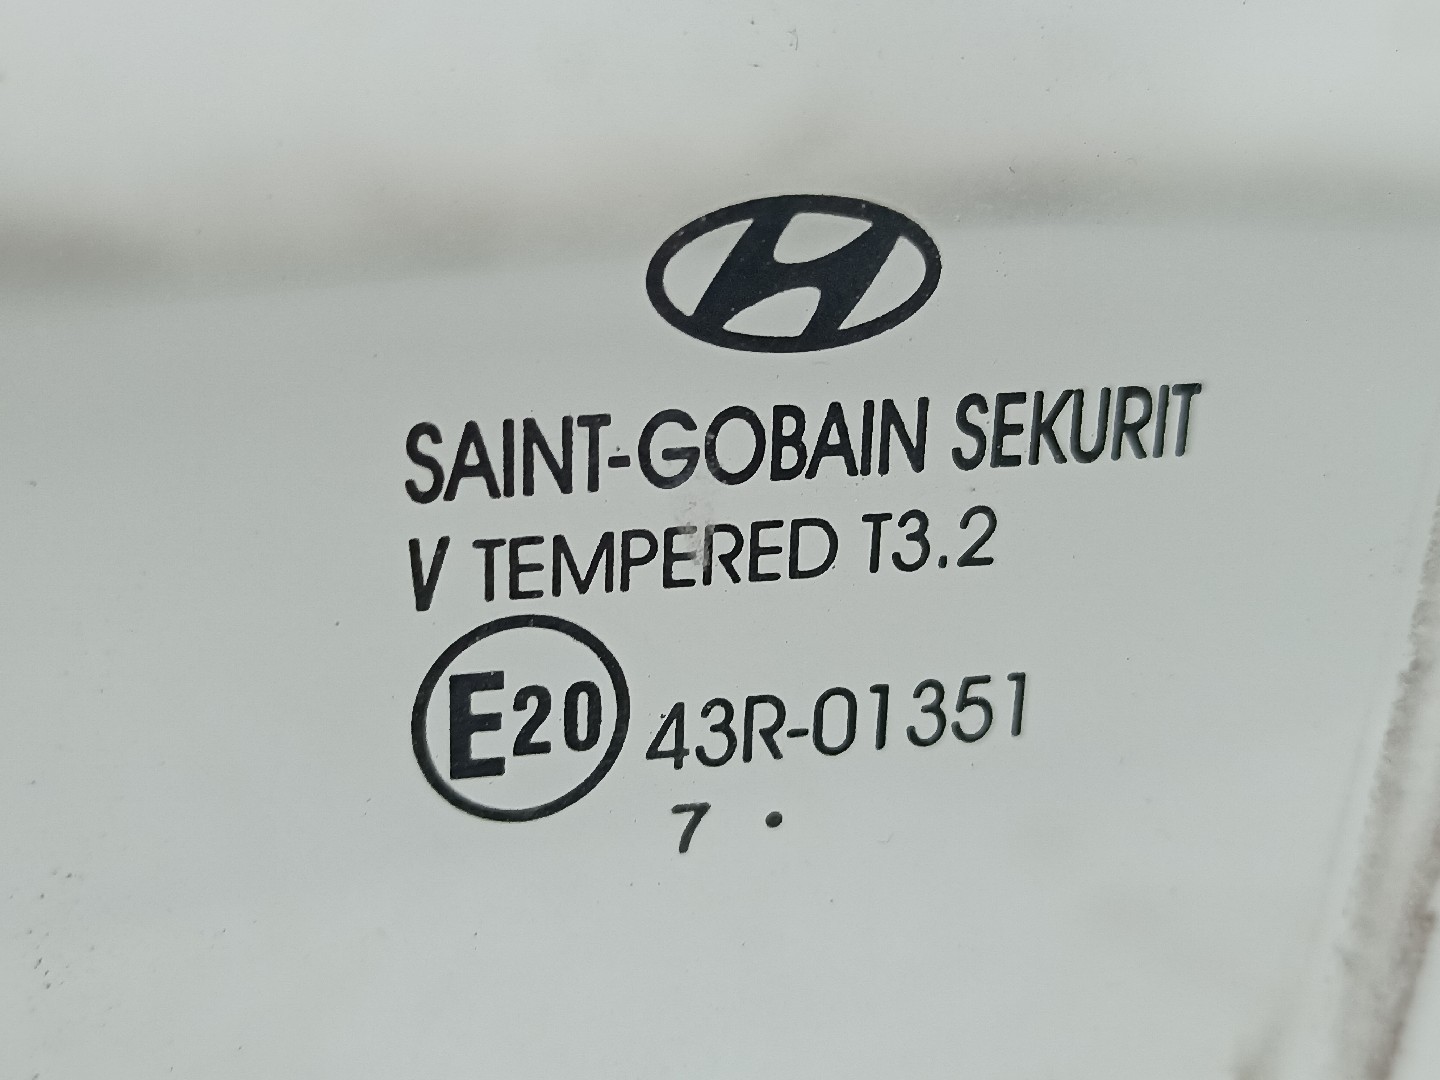 SAINT-GOBAIN SEKURIT
V TEMPERED T3.2
E20 43R-01351
7 •